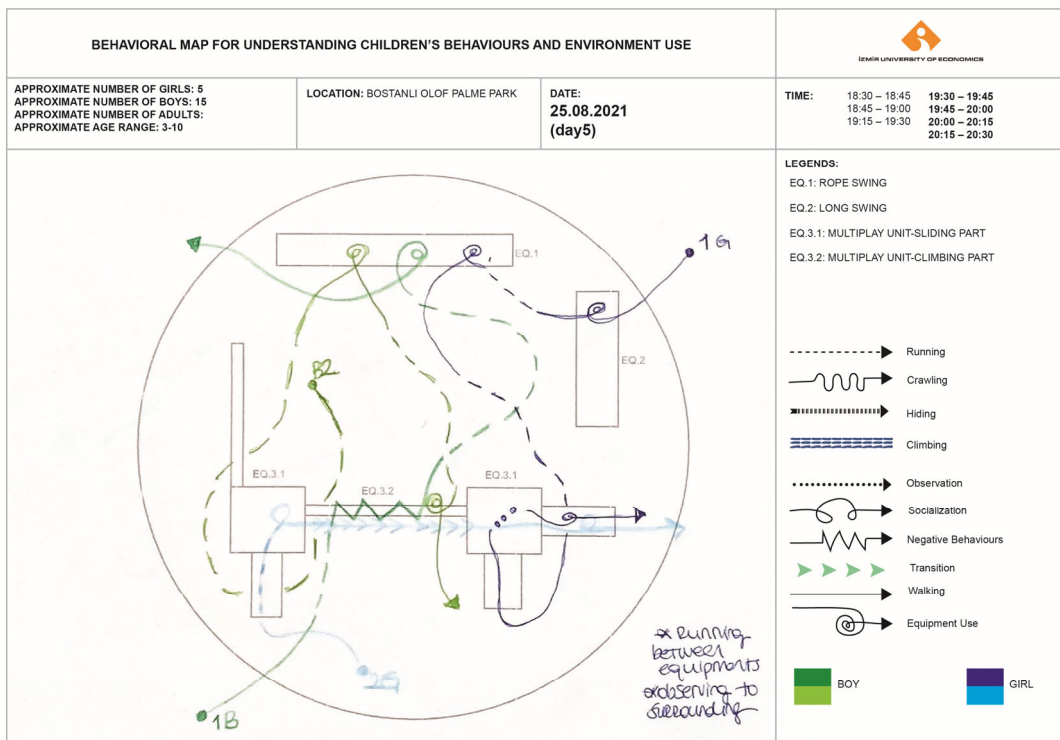 BEHAVIORAL MAP FOR UNDERSTANDING CHILDREN'S BEHAVIOURS AND ENVIRONMENT USE
İZMİR UNIVERSITY OF ECONOMICS
APPROXIMATE NUMBER OF GIRLS: 5
APPROXIMATE NUMBER OF BOYS: 15
APPROXIMATE NUMBER OF ADULTS:
APPROXIMATE AGE RANGE: 3-10
LOCATION: BOSTANLI OLOF PALME PARK
DATE:
25.08.2021
(day5)
TIME:
18:30 – 18:45
18:45 – 19:00
19:15 – 19:30
19:30 – 19:45
19:45 – 20:00
20:00 – 20:15
20:15 – 20:30
1G
EQ.1
EQ.2
B2
EQ.3.1
EQ.3.2
EQ.3.1
2G
1B
* Running
between
equipments
*observing to
surrounding
LEGENDS:
EQ.1: ROPE SWING
EQ.2: LONG SWING
EQ.3.1: MULTIPLAY UNIT-SLIDING PART
EQ.3.2: MULTIPLAY UNIT-CLIMBING PART
Running
Crawling
Hiding
Climbing
Observation
Socialization
Negative Behaviours
Transition
Walking
Equipment Use
BOY
GIRL